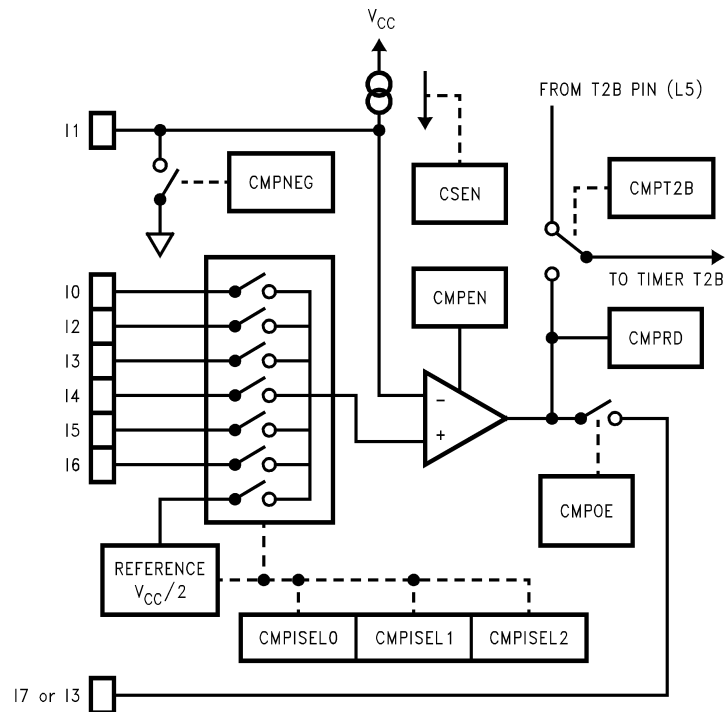 VCC
FROM T2B PIN (L5)
I1
CMPNEG
CSEN
CMPT2B
TO TIMER T2B
I0
I2
I3
I4
I5
I6
CMPEN
CMPRD
-
+
CMPOE
REFERENCE
VCC/2
CMPISEL0 CMPISEL1 CMPISEL2
I7 or I3